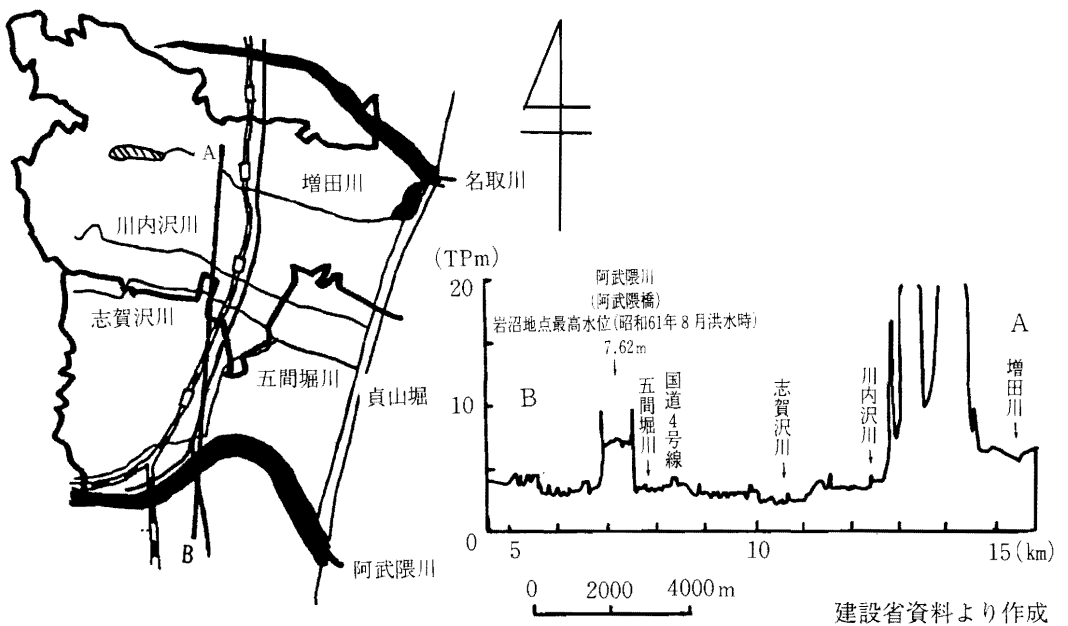 A
増田川
名取川
川内沢川
志賀沢川
五間堀川
貞山堀
B
阿武隈川
(TPm)
20
10
0
阿武隈川
(阿武隈橋)
岩沼地点最高水位(昭和61年8月洪水時)
7.62m
B
五間堀川
国道4号線
志賀沢川
川内沢川
A
増田川
5
10
15(km)
0 2000 4000m
建設省資料より作成